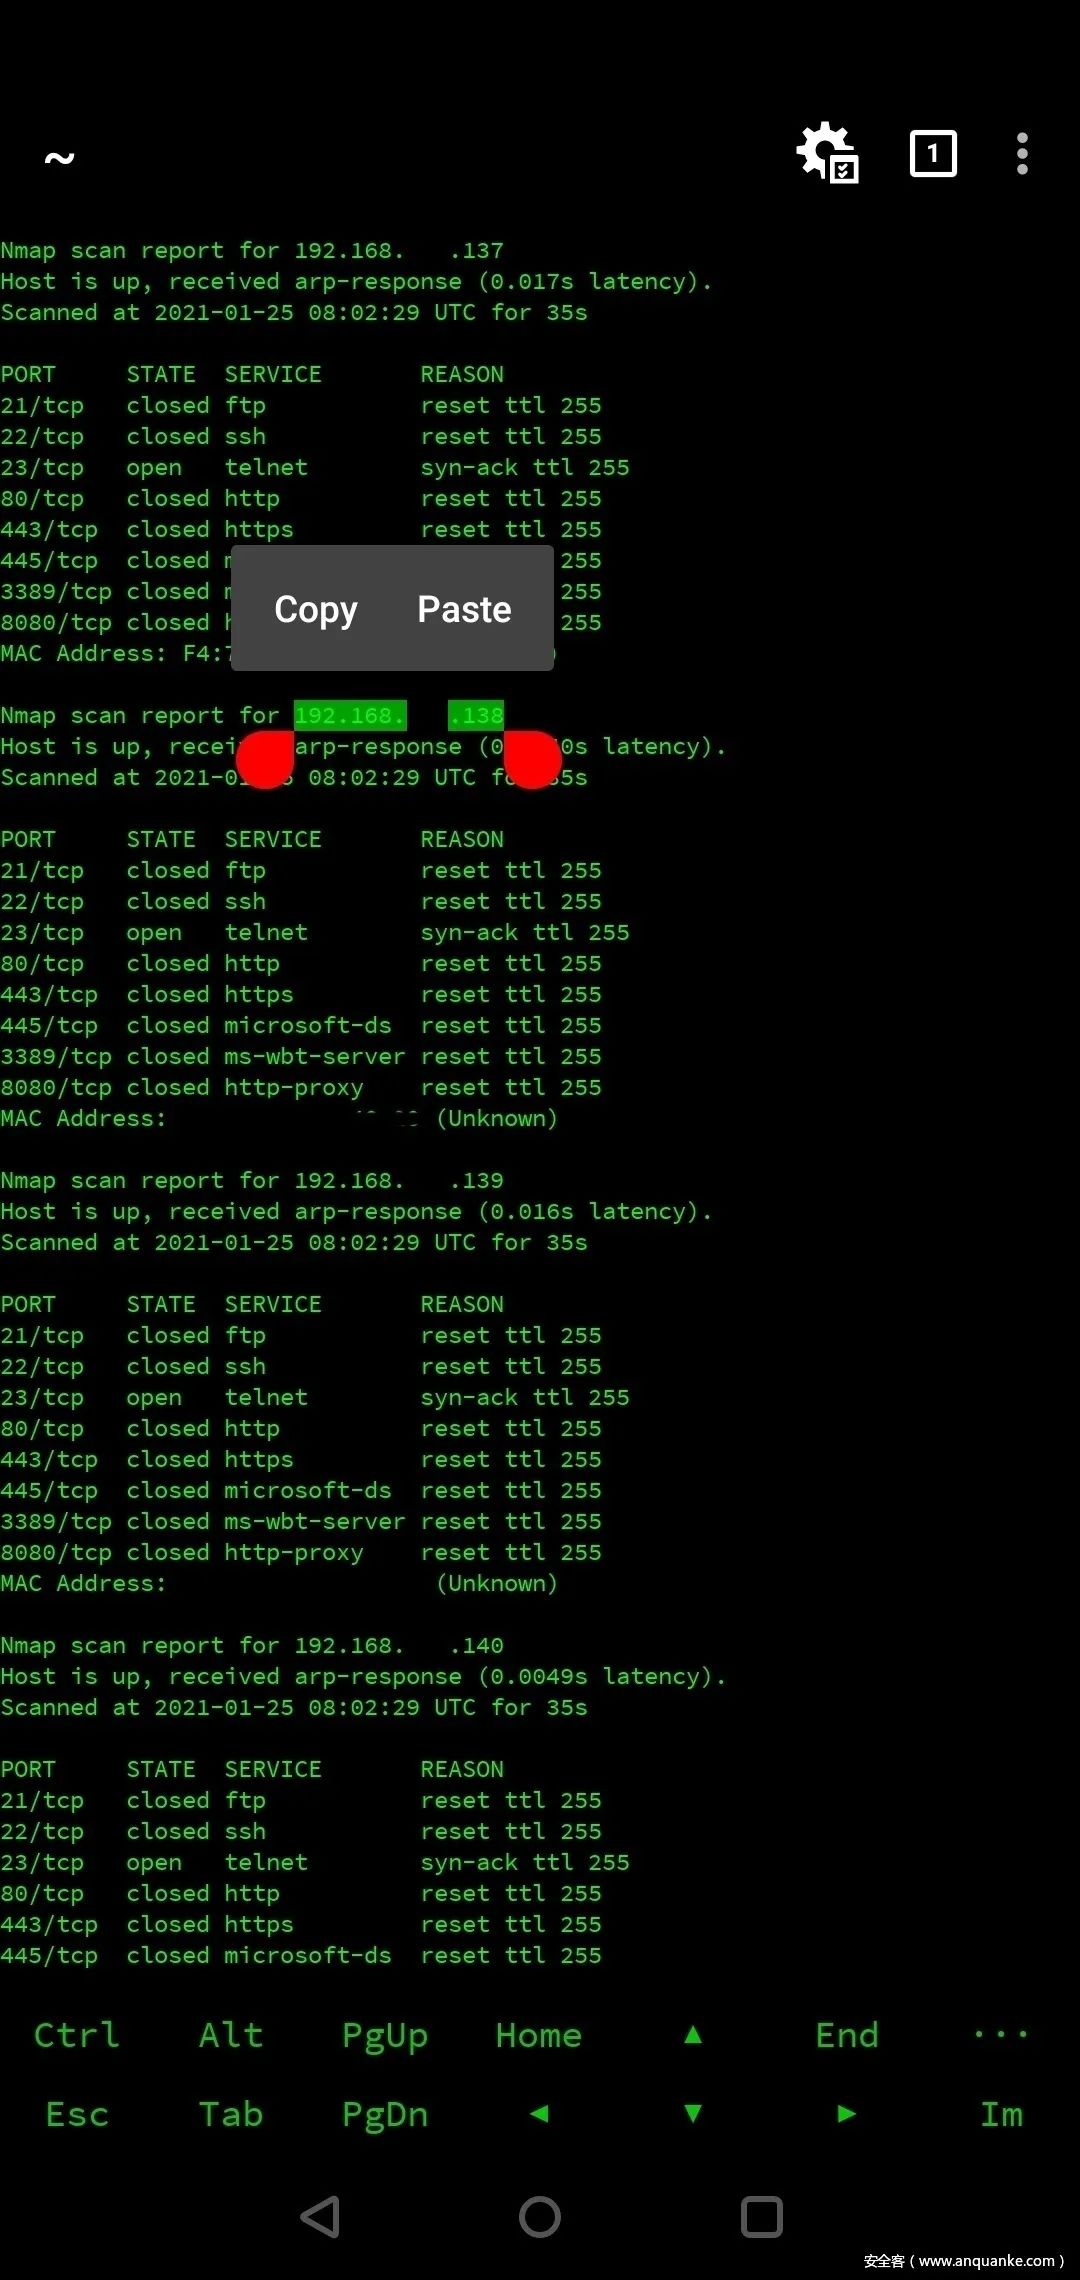 ~
1
Nmap scan report for 192.168. .137
Host is up, received arp-response (0.017s latency).
Scanned at 2021-01-25 08:02:29 UTC for 35s
PORT STATE SERVICE REASON
21/tcp closed ftp reset ttl 255
22/tcp closed ssh reset ttl 255
23/tcp open telnet syn-ack ttl 255
80/tcp closed http reset ttl 255
443/tcp closed https reset ttl 255
445/tcp closed 255
3389/tcp closed 255
8080/tcp closed 255
Copy Paste
MAC Address: F4:
Nmap scan report for 192.168. .138
Host is up, arp-response latency).
Scanned at 08:02:29 UTC
PORT STATE SERVICE REASON
21/tcp closed ftp reset ttl 255
22/tcp closed ssh reset ttl 255
23/tcp open telnet syn-ack ttl 255
80/tcp closed http reset ttl 255
443/tcp closed https reset ttl 255
445/tcp closed microsoft-ds reset ttl 255
3389/tcp closed ms-wbt-server reset ttl 255
8080/tcp closed http-proxy reset ttl 255
MAC Address: (Unknown)
Nmap scan report for 192.168. .139
Host is up, received arp-response (0.016s latency).
Scanned at 2021-01-25 08:02:29 UTC for 35s
PORT STATE SERVICE REASON
21/tcp closed ftp reset ttl 255
22/tcp closed ssh reset ttl 255
23/tcp open telnet syn-ack ttl 255
80/tcp closed http reset ttl 255
443/tcp closed https reset ttl 255
445/tcp closed microsoft-ds reset ttl 255
3389/tcp closed ms-wbt-server reset ttl 255
8080/tcp closed http-proxy reset ttl 255
MAC Address: (Unknown)
Nmap scan report for 192.168. .140
Host is up, received arp-response (0.0049s latency).
Scanned at 2021-01-25 08:02:29 UTC for 35s
PORT STATE SERVICE REASON
21/tcp closed ftp reset ttl 255
22/tcp closed ssh reset ttl 255
23/tcp open telnet syn-ack ttl 255
80/tcp closed http reset ttl 255
443/tcp closed https reset ttl 255
445/tcp closed microsoft-ds reset ttl 255
Ctrl Alt PgUp Home ▲ End ···
Esc Tab PgDn ◄ ▼ ► Im
安全客（www.anquanke.com）